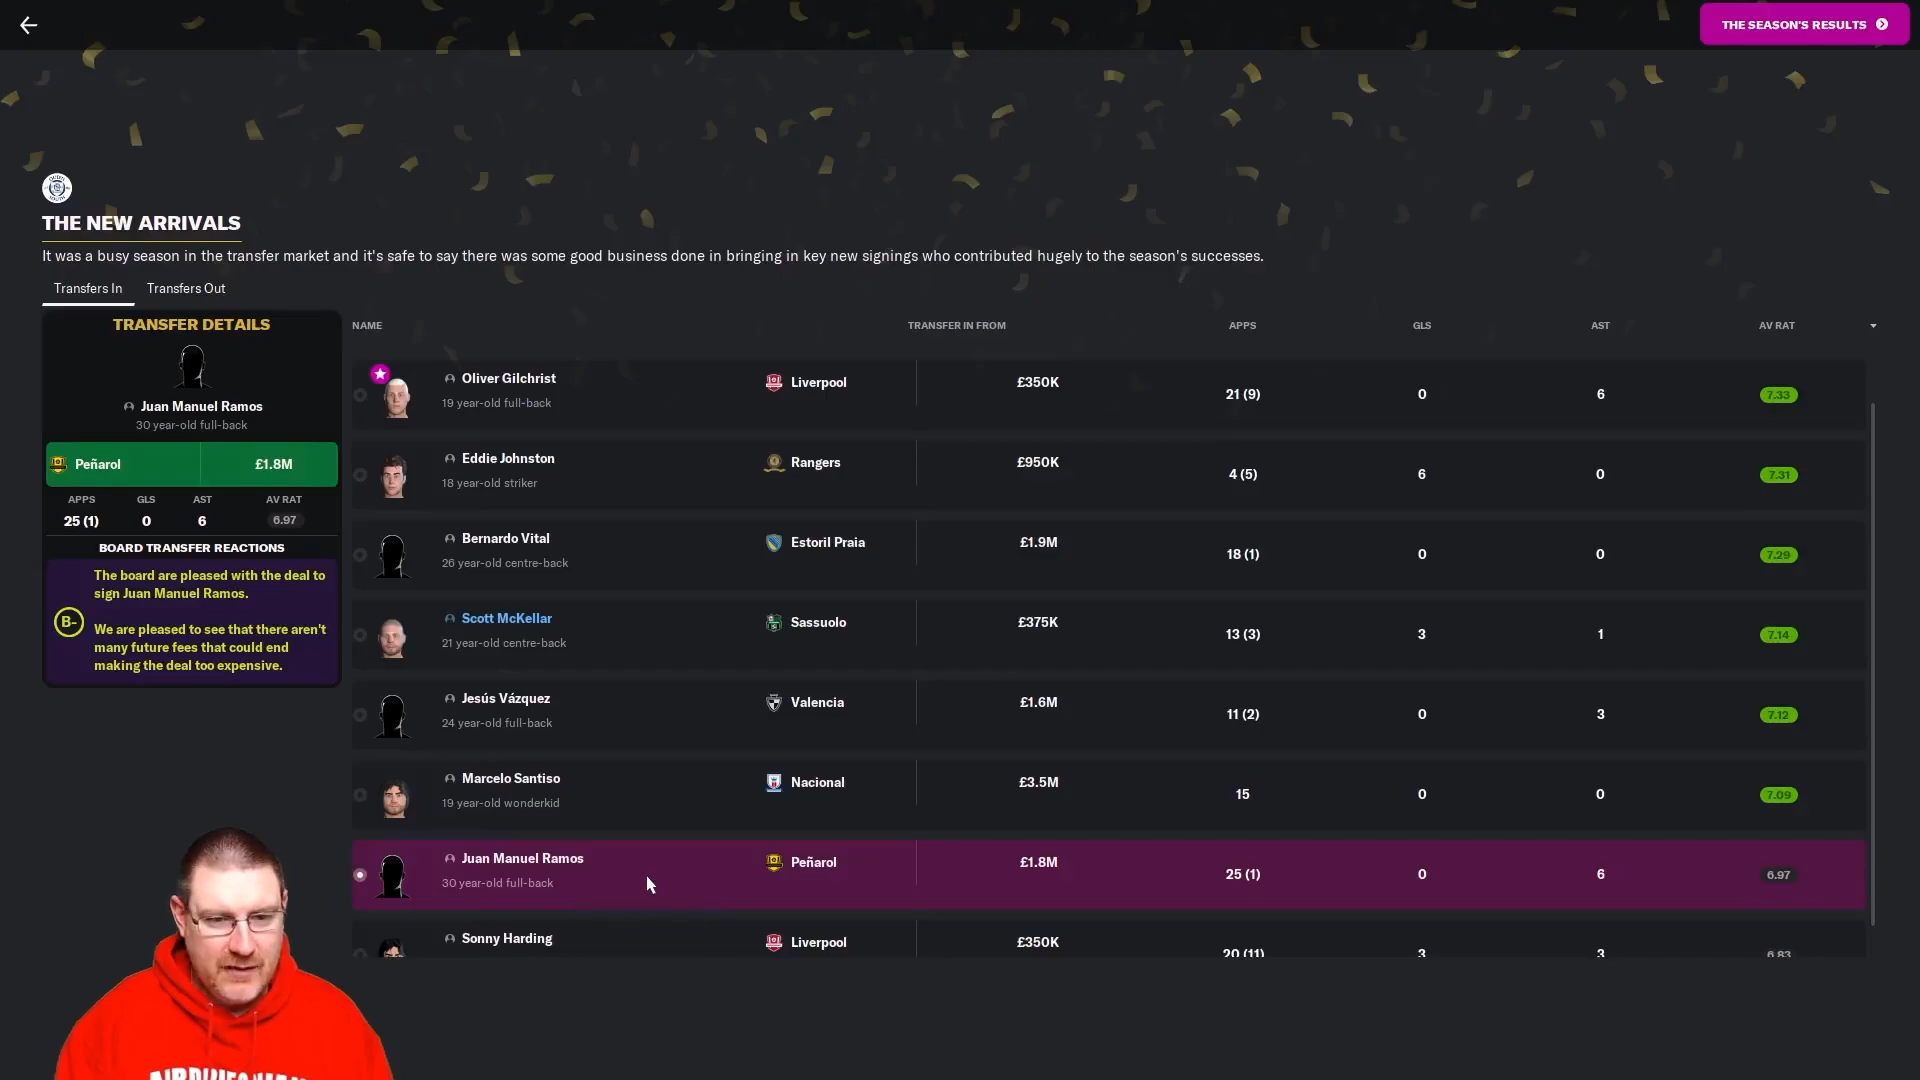 THE SEASON'S RESULTS
THE NEW ARRIVALS
It was a busy season in the transfer market and it's safe to say there was some good business done in bringing in key new signings who contributed hugely to the season's successes.
Transfers In Transfers Out
TRANSFER DETAILS
Juan Manuel Ramos
30 year-old full-back
Peñarol £1.8M
APPS GLS AST AV RAT
25 (1) 0 6 6.97
BOARD TRANSFER REACTIONS
B-
The board are pleased with the deal to
sign Juan Manuel Ramos.
We are pleased to see that there aren't
many future fees that could end
making the deal too expensive.
NAME TRANSFER IN FROM APPS GLS AST AV RAT
Oliver Gilchrist Liverpool £350K 21 (9) 0 6 7.33
19 year-old full-back
Eddie Johnston Rangers £950K 4 (5) 6 0 7.31
18 year-old striker
Bernardo Vital Estoril Praia £1.9M 18 (1) 0 0 7.29
26 year-old centre-back
Scott McKellar Sassuolo £375K 13 (3) 3 1 7.14
21 year-old centre-back
Jesús Vázquez Valencia £1.6M 11 (2) 0 3 7.12
24 year-old full-back
Marcelo Santiso Nacional £3.5M 15 0 0 7.09
19 year-old wonderkid
Juan Manuel Ramos Peñarol £1.8M 25 (1) 0 6 6.97
30 year-old full-back
Sonny Harding Liverpool £350K 20 (11) 3 3 6.83